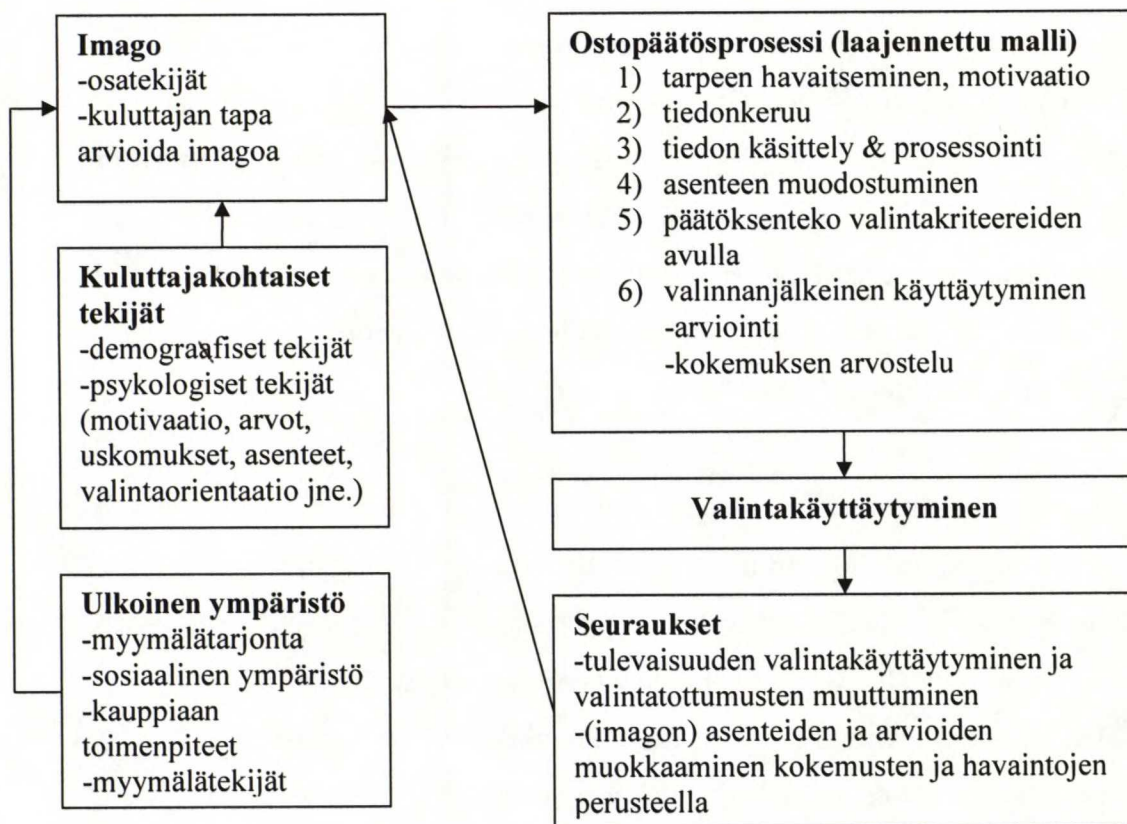 Imago
-osatekijät
-kuluttajan tapa
arvioida imagoa
Kuluttajakohtaiset
tekijät
-demograafiset tekijät
-psykologiset tekijät
(motivaatio, arvot,
uskomukset, asenteet,
valintaorientaatio jne.)
Ulkoinen ympäristö
-myymälätarjonta
-sosiaalinen ympäristö
-kauppiaan
toimenpiteet
-myymälätekijät
Ostopäätösprosessi (laajennettu malli)
1) tarpeen havaitseminen, motivaatio
2) tiedonkeruu
3) tiedon käsittely & prosessointi
4) asenteen muodostuminen
5) päätöksenteko valintakriteereiden
avulla
6) valinnanjälkeinen käyttäytyminen
-arviointi
-kokemuksen arvostelu
Valintakäyttäytyminen
Seuraukset
-tulevaisuuden valintakäyttäytyminen ja
valintatottumusten muuttuminen
-(imagon) asenteiden ja arvioiden
muokkaaminen kokemusten ja havaintojen
perusteella